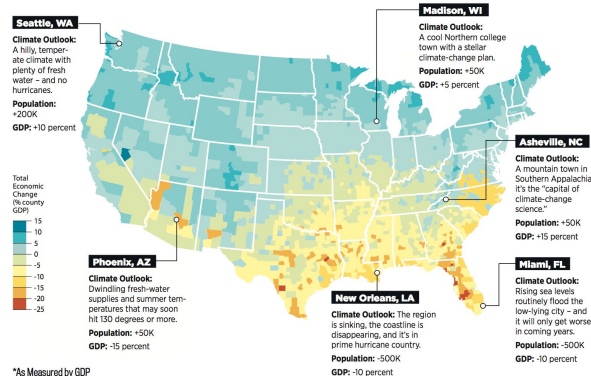 Seattle, WA
Climate Outlook:
A hilly, temper-
ate climate with
plenty of fresh
water – and no
hurricanes.
Population:
+200K
GDP: +10 percent
Madison, WI
Climate Outlook:
A cool Northern college
town with a stellar
climate-change plan.
Population: +50K
GDP: +5 percent
Asheville, NC
Climate Outlook:
A mountain town in
Southern Appalachia,
it's the "capital of
climate-change
science."
Population: +50K
GDP: +15 percent
Total
Economic
Change
(% county
GDP)
15
10
5
0
-5
-10
-15
-20
-25
Phoenix, AZ
Climate Outlook:
Dwindling fresh-water
supplies and summer tem-
peratures that may soon
hit 130 degrees or more.
Population: +50K
GDP: -15 percent
New Orleans, LA
Climate Outlook: The region
is sinking, the coastline is
disappearing, and it's in
prime hurricane country.
Population: -500K
GDP: -10 percent
Miami, FL
Climate Outlook:
Rising sea levels
routinely flood the
low-lying city – and
it will only get worse
in coming years.
Population: -500K
GDP: -10 percent
*As Measured by GDP